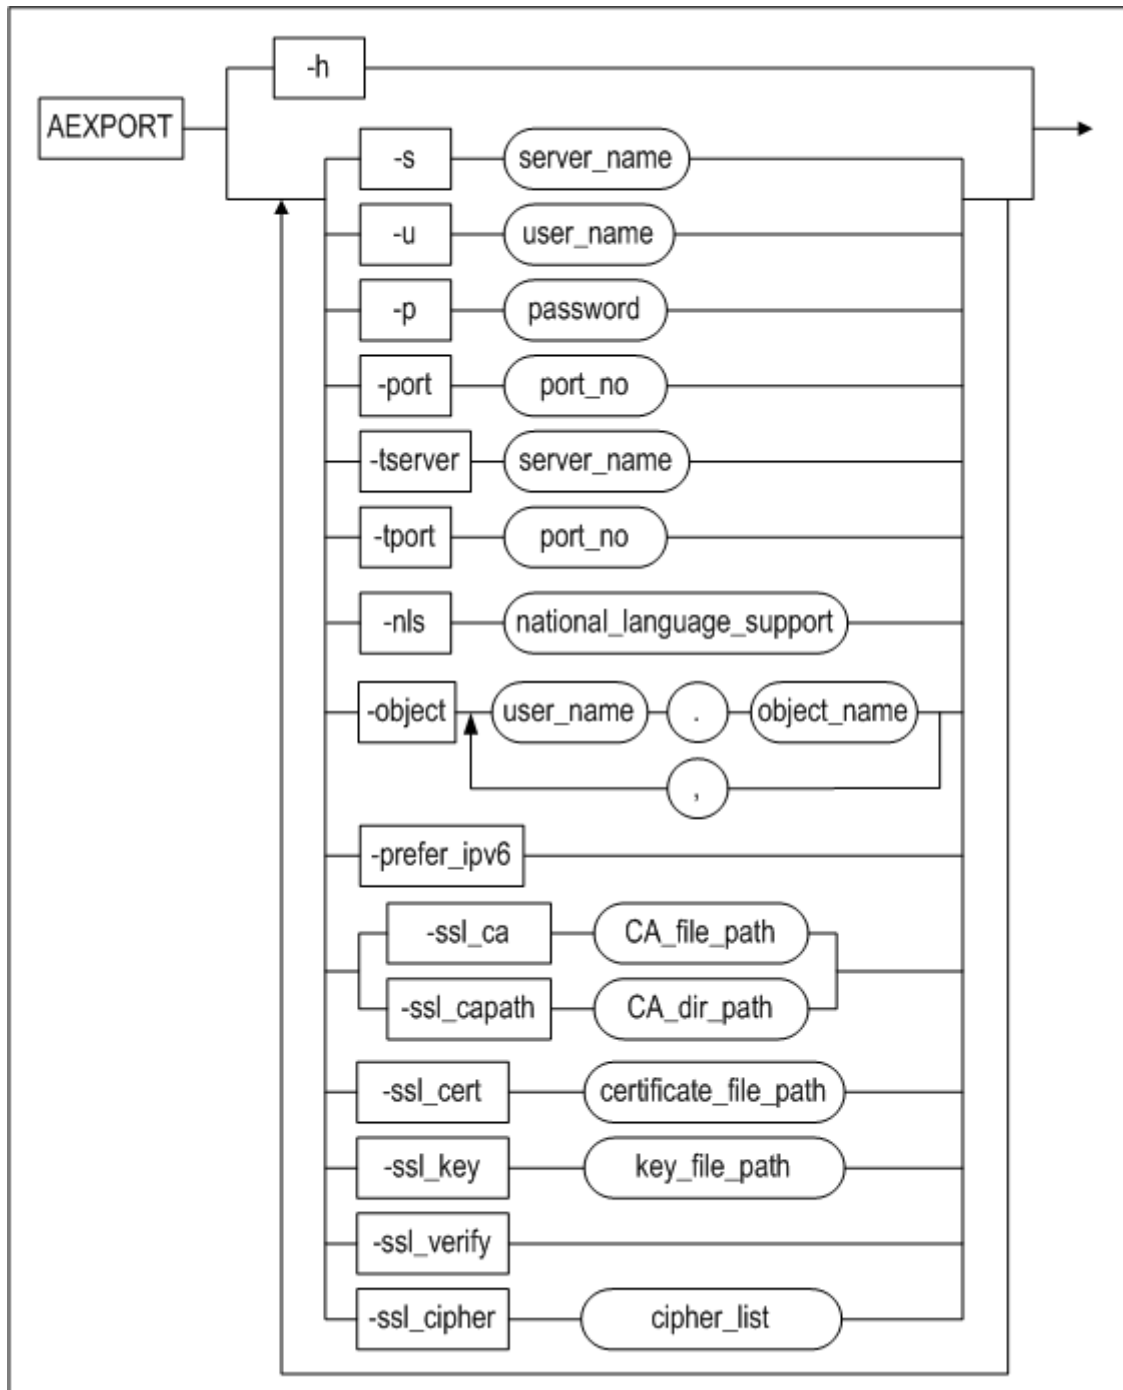 -h
AEXPORT
-s server_name
-u user_name
-p password
-port port_no
-tserver server_name
-tport port_no
-nls national_language_support
-object user_name . object_name
,
-prefer_ipv6
-ssl_ca CA_file_path
-ssl_capath CA_dir_path
-ssl_cert certificate_file_path
-ssl_key key_file_path
-ssl_verify
-ssl_cipher cipher_list